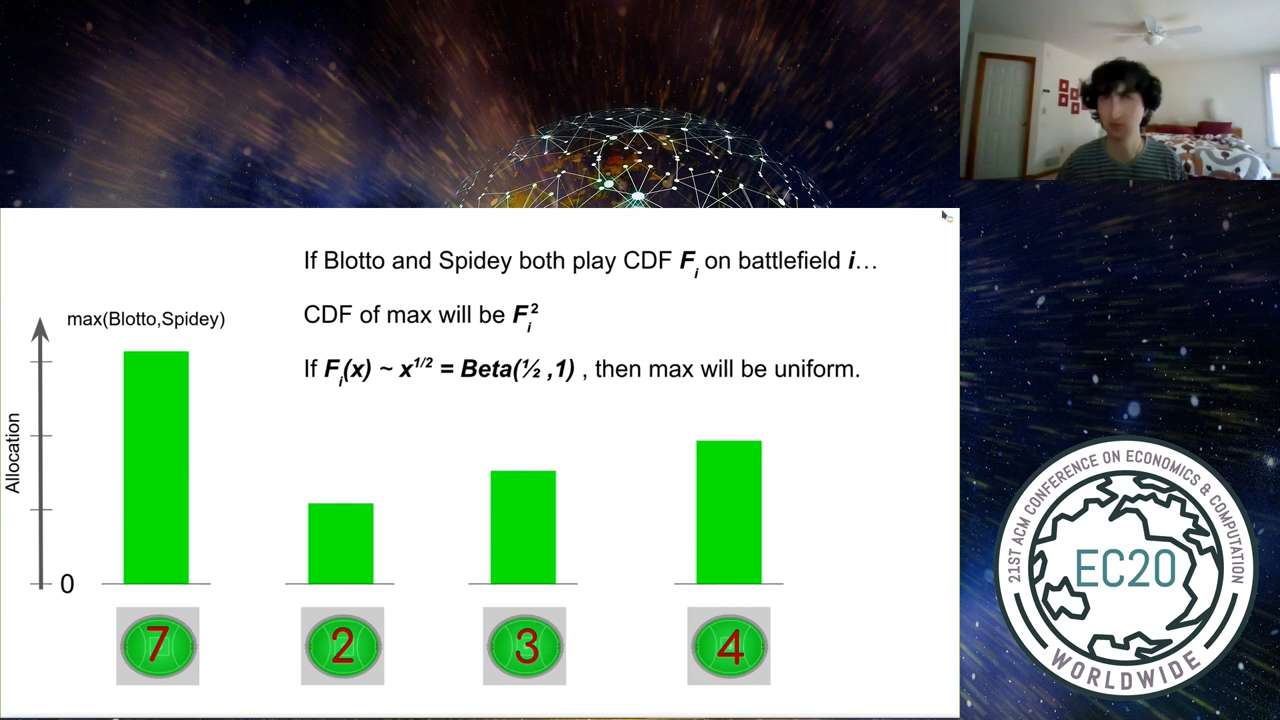 If Blotto and Spidey both play CDF Fᵢ on battlefield i…
max(Blotto,Spidey)
CDF of max will be Fᵢ²
If Fᵢ(x) ~ x^1/2 = Beta(½ ,1) , then max will be uniform.
Allocation
0
7
2
3
4
21ST ACM CONFERENCE ON ECONOMICS & COMPUTATION
EC20
WORLDWIDE